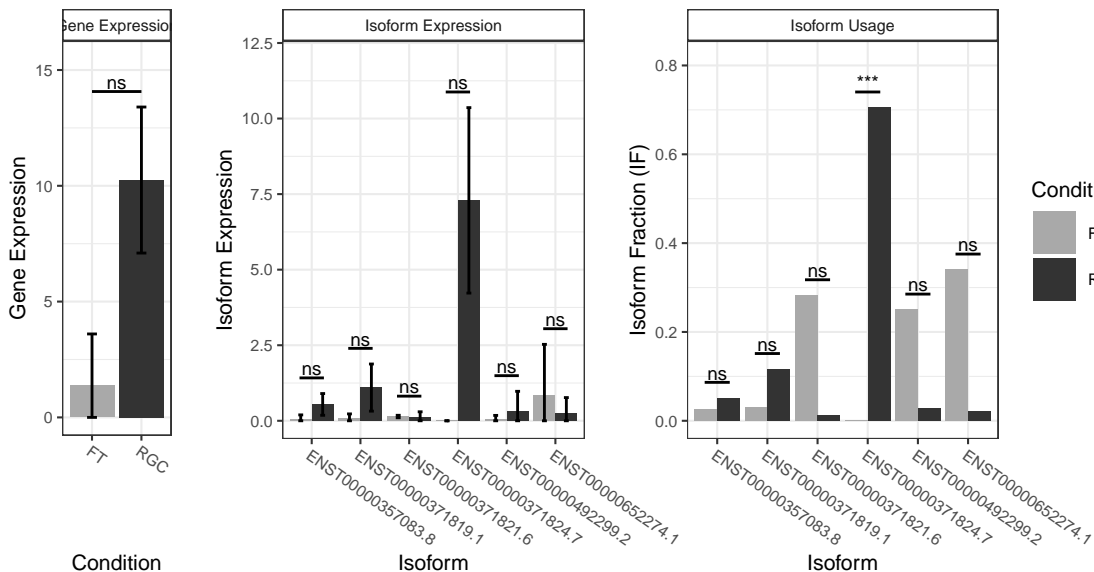 Gene Expression
Isoform Expression
Isoform Usage
Gene Expression
15
10
5
0
ns
FT
RGC
Condition
Isoform Expression
12.5
10.0
7.5
5.0
2.5
0.0
ns
ns
ns
ns
ns
ns
ENST00000357083.8
ENST00000371819.1
ENST00000371821.6
ENST00000371824.7
ENST00000492299.2
ENST00000652274.1
Isoform
Isoform Fraction (IF)
0.8
0.6
0.4
0.2
0.0
ns
ns
ns
***
ns
ns
ENST00000357083.8
ENST00000371819.1
ENST00000371821.6
ENST00000371824.7
ENST00000492299.2
ENST00000652274.1
Isoform
Conditi
F
R